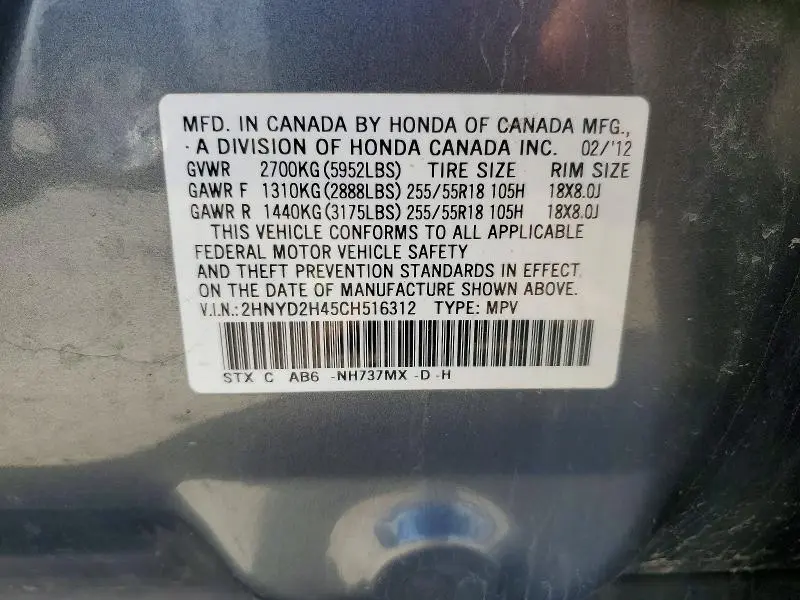 MFD. IN CANADA BY HONDA OF CANADA MFG.,
A DIVISION OF HONDA CANADA INC. 02/'12
GVWR 2700KG(5952LBS) TIRE SIZE RIM SIZE
GAWR F 1310KG(2888LBS) 255/55R18 105H 18X8.0J
GAWR R 1440KG(3175LBS) 255/55R18 105H 18X8.0J
THIS VEHICLE CONFORMS TO ALL APPLICABLE
FEDERAL MOTOR VEHICLE SAFETY
AND THEFT PREVENTION STANDARDS IN EFFECT
ON THE DATE OF MANUFACTURE SHOWN ABOVE.
V.I.N.: 2HNYD2H45CH516312 TYPE: MPV
STX C AB6 -NH737MX -D -H